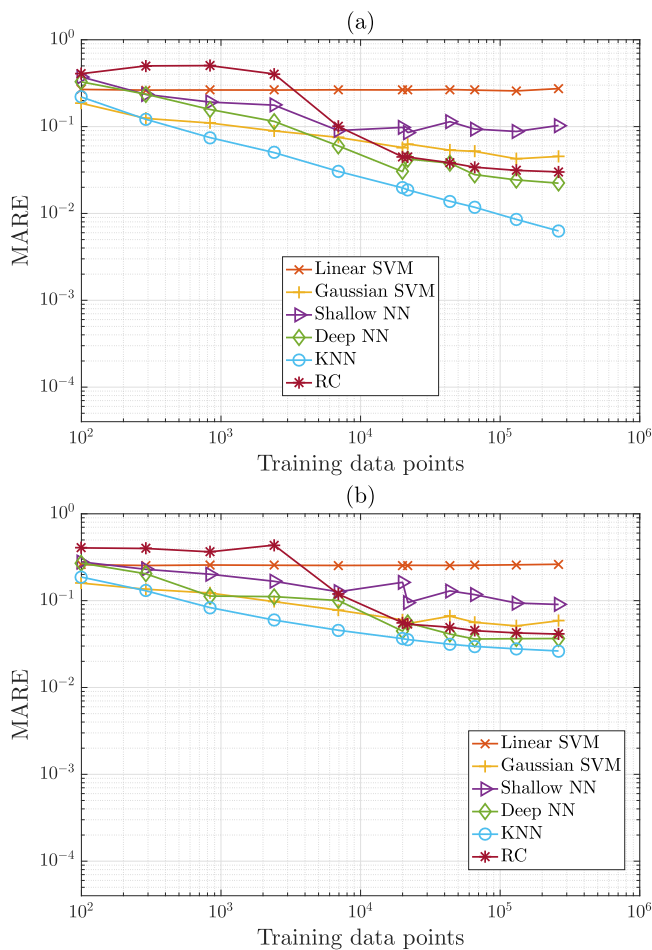 (a)
10^0
10^-1
10^-2
10^-3
10^-4
MARE
Linear SVM
Gaussian SVM
Shallow NN
Deep NN
KNN
RC
10^2 10^3 10^4 10^5 10^6
Training data points
(b)
10^0
10^-1
10^-2
10^-3
10^-4
MARE
Linear SVM
Gaussian SVM
Shallow NN
Deep NN
KNN
RC
10^2 10^3 10^4 10^5 10^6
Training data points